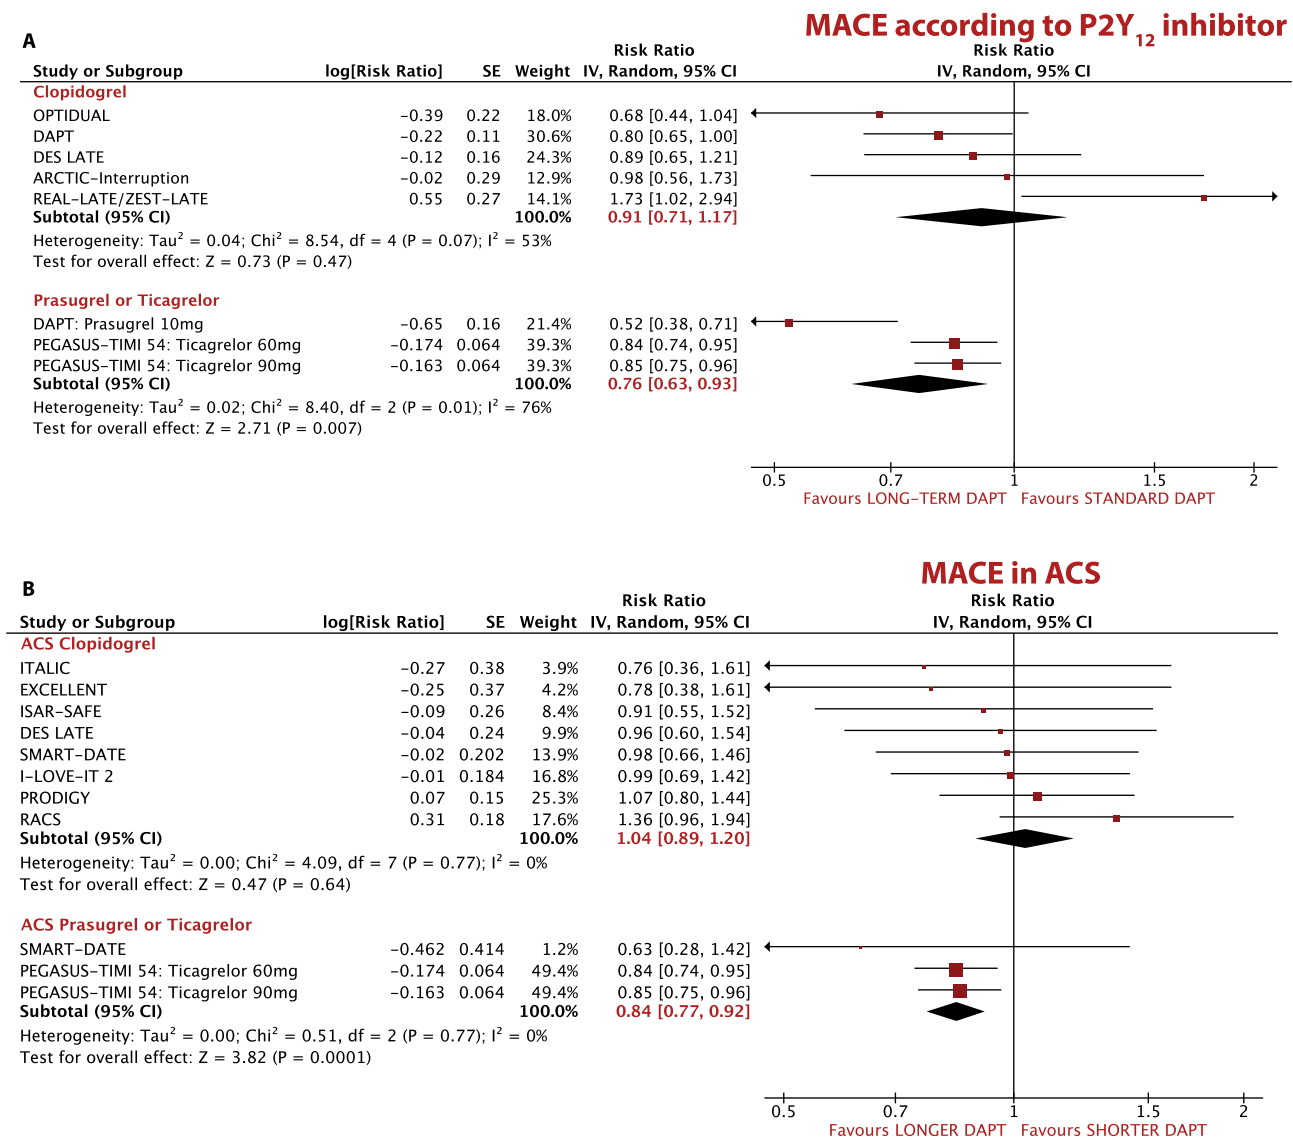 MACE according to P2Y12 inhibitor
A
Risk Ratio Risk Ratio
Study or Subgroup log[Risk Ratio] SE Weight IV, Random, 95% CI IV, Random, 95% CI
Clopidogrel
OPTIDUAL −0.39 0.22 18.0% 0.68 [0.44, 1.04]
DAPT −0.22 0.11 30.6% 0.80 [0.65, 1.00]
DES LATE −0.12 0.16 24.3% 0.89 [0.65, 1.21]
ARCTIC−Interruption −0.02 0.29 12.9% 0.98 [0.56, 1.73]
REAL−LATE/ZEST−LATE 0.55 0.27 14.1% 1.73 [1.02, 2.94]
Subtotal (95% CI) 100.0% 0.91 [0.71, 1.17]
Heterogeneity: Tau² = 0.04; Chi² = 8.54, df = 4 (P = 0.07); I² = 53%
Test for overall effect: Z = 0.73 (P = 0.47)
Prasugrel or Ticagrelor
DAPT: Prasugrel 10mg −0.65 0.16 21.4% 0.52 [0.38, 0.71]
PEGASUS−TIMI 54: Ticagrelor 60mg −0.174 0.064 39.3% 0.84 [0.74, 0.95]
PEGASUS−TIMI 54: Ticagrelor 90mg −0.163 0.064 39.3% 0.85 [0.75, 0.96]
Subtotal (95% CI) 100.0% 0.76 [0.63, 0.93]
Heterogeneity: Tau² = 0.02; Chi² = 8.40, df = 2 (P = 0.01); I² = 76%
Test for overall effect: Z = 2.71 (P = 0.007)
0.5 0.7 1 1.5 2
Favours LONG−TERM DAPT Favours STANDARD DAPT
MACE in ACS
B
Risk Ratio Risk Ratio
Study or Subgroup log[Risk Ratio] SE Weight IV, Random, 95% CI IV, Random, 95% CI
ACS Clopidogrel
ITALIC −0.27 0.38 3.9% 0.76 [0.36, 1.61]
EXCELLENT −0.25 0.37 4.2% 0.78 [0.38, 1.61]
ISAR−SAFE −0.09 0.26 8.4% 0.91 [0.55, 1.52]
DES LATE −0.04 0.24 9.9% 0.96 [0.60, 1.54]
SMART−DATE −0.02 0.202 13.9% 0.98 [0.66, 1.46]
I−LOVE−IT 2 −0.01 0.184 16.8% 0.99 [0.69, 1.42]
PRODIGY 0.07 0.15 25.3% 1.07 [0.80, 1.44]
RACS 0.31 0.18 17.6% 1.36 [0.96, 1.94]
Subtotal (95% CI) 100.0% 1.04 [0.89, 1.20]
Heterogeneity: Tau² = 0.00; Chi² = 4.09, df = 7 (P = 0.77); I² = 0%
Test for overall effect: Z = 0.47 (P = 0.64)
ACS Prasugrel or Ticagrelor
SMART−DATE −0.462 0.414 1.2% 0.63 [0.28, 1.42]
PEGASUS−TIMI 54: Ticagrelor 60mg −0.174 0.064 49.4% 0.84 [0.74, 0.95]
PEGASUS−TIMI 54: Ticagrelor 90mg −0.163 0.064 49.4% 0.85 [0.75, 0.96]
Subtotal (95% CI) 100.0% 0.84 [0.77, 0.92]
Heterogeneity: Tau² = 0.00; Chi² = 0.51, df = 2 (P = 0.77); I² = 0%
Test for overall effect: Z = 3.82 (P = 0.0001)
0.5 0.7 1 1.5 2
Favours LONGER DAPT Favours SHORTER DAPT